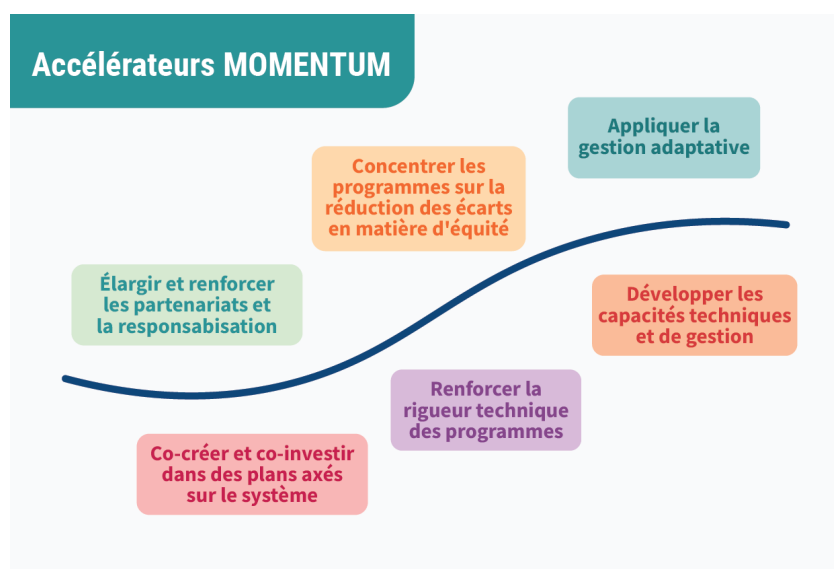 Accélérateurs MOMENTUM
Appliquer la
gestion adaptative
Concentrer les
programmes sur la
réduction des écarts
en matière d'équité
Élargir et renforcer
les partenariats et
la responsabisation
Développer les
capacités techniques
et de gestion
Renforcer la
rigueur technique
des programmes
Co-créer et co-investir
dans des plans axés
sur le système